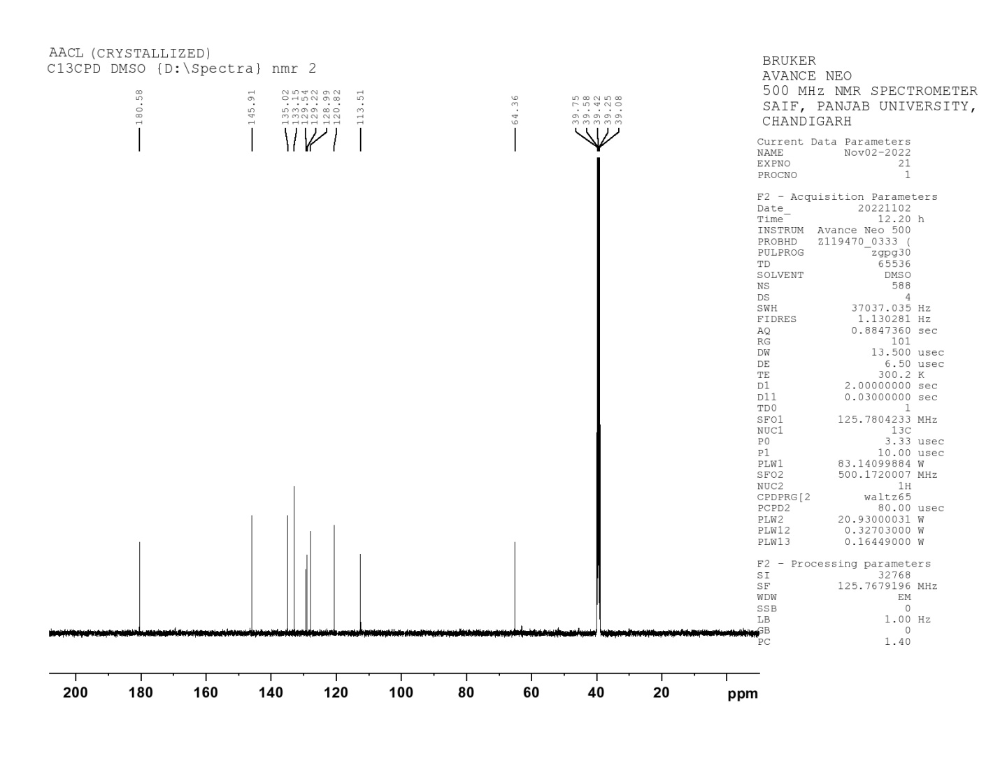 AACL (CRYSTALLIZED)
C13CPD DMSO {D:\Spectra} nmr 2
180.58
145.91
135.02
133.15
129.54
129.22
128.99
120.82
113.51
64.36
39.75
39.58
39.42
39.25
39.08
BRUKER
AVANCE NEO
500 MHz NMR SPECTROMETER
SAIF, PANJAB UNIVERSITY,
CHANDIGARH
Current Data Parameters
NAME Nov02-2022
EXPNO 21
PROCNO 1
F2 - Acquisition Parameters
Date_ 20221102
Time 12.20 h
INSTRUM Avance Neo 500
PROBHD Z119470_0333 (
PULPROG zgpg30
TD 65536
SOLVENT DMSO
NS 588
DS 4
SWH 37037.035 Hz
FIDRES 1.130281 Hz
AQ 0.8847360 sec
RG 101
DW 13.500 usec
DE 6.50 usec
TE 300.2 K
D1 2.00000000 sec
D11 0.03000000 sec
TD0 1
SFO1 125.7804233 MHz
NUC1 13C
P0 3.33 usec
P1 10.00 usec
PLW1 83.14099884 W
SFO2 500.1720007 MHz
NUC2 1H
CPDPRG[2 waltz65
PCPD2 80.00 usec
PLW2 20.93000031 W
PLW12 0.32703000 W
PLW13 0.16449000 W
F2 - Processing parameters
SI 32768
SF 125.7679196 MHz
WDW EM
SSB 0
LB 1.00 Hz
GB 0
PC 1.40
200 180 160 140 120 100 80 60 40 20 ppm